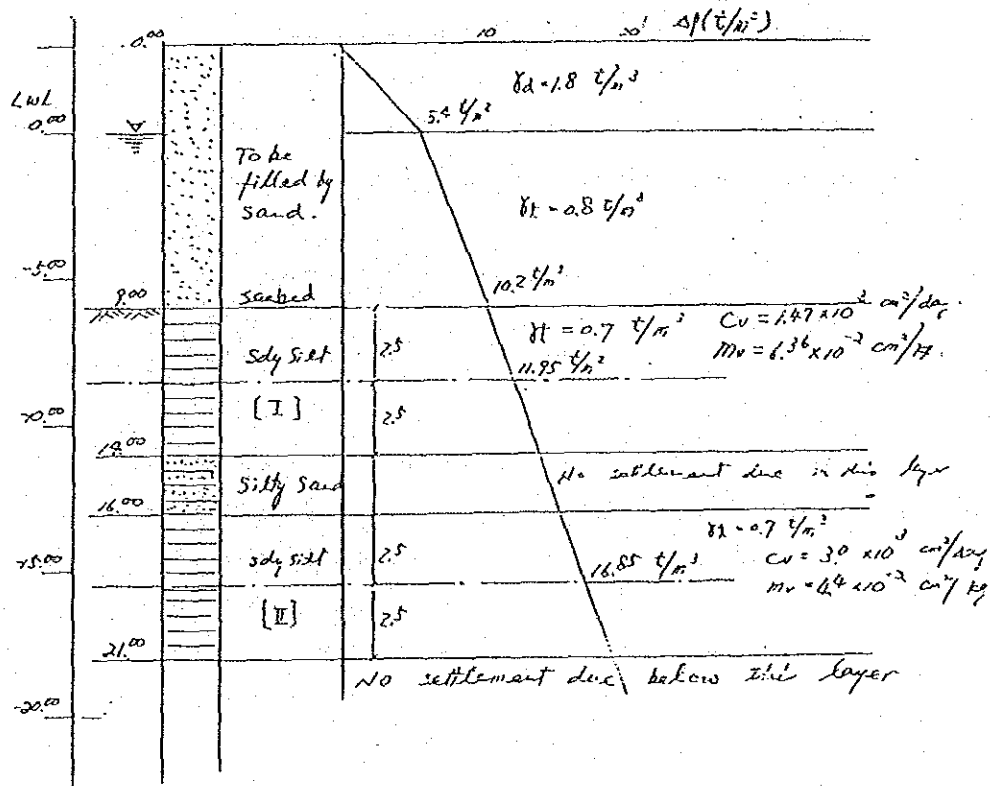 0.00
10
20
Δp(t/m²)
γd = 1.8 t/m³
LWL
0.00
5.4 t/m²
To be
filled by
sand.
γt = 0.8 t/m³
-5.00
10.2 t/m³
9.00
seabed
γt = 0.7 t/m³
Cv = 1.47 x 10³ cm²/day.
mv = 6.36 x 10⁻² cm²/kg.
sdy silt
2.5
11.95 t/m²
[I]
2.5
14.00
No settlement due in this layer
Silty Sand
16.00
γt = 0.7 t/m³
-15.00
sdy silt
2.5
16.85 t/m³
Cv = 3.0 x 10³ cm²/day
mv = 4.4 x 10⁻² cm²/kg
[II]
2.5
21.00
No settlement due below this layer
-20.00